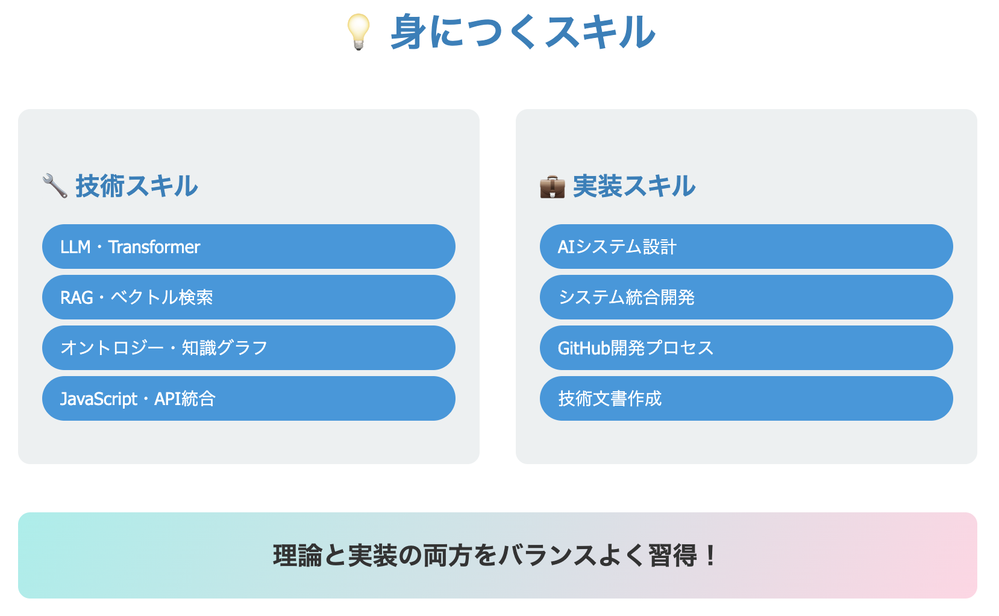 💡 身につくスキル
🔧 技術スキル
LLM・Transformer
RAG・ベクトル検索
オントロジー・知識グラフ
JavaScript・API統合
💼 実装スキル
AIシステム設計
システム統合開発
GitHub開発プロセス
技術文書作成
理論と実装の両方をバランスよく習得！